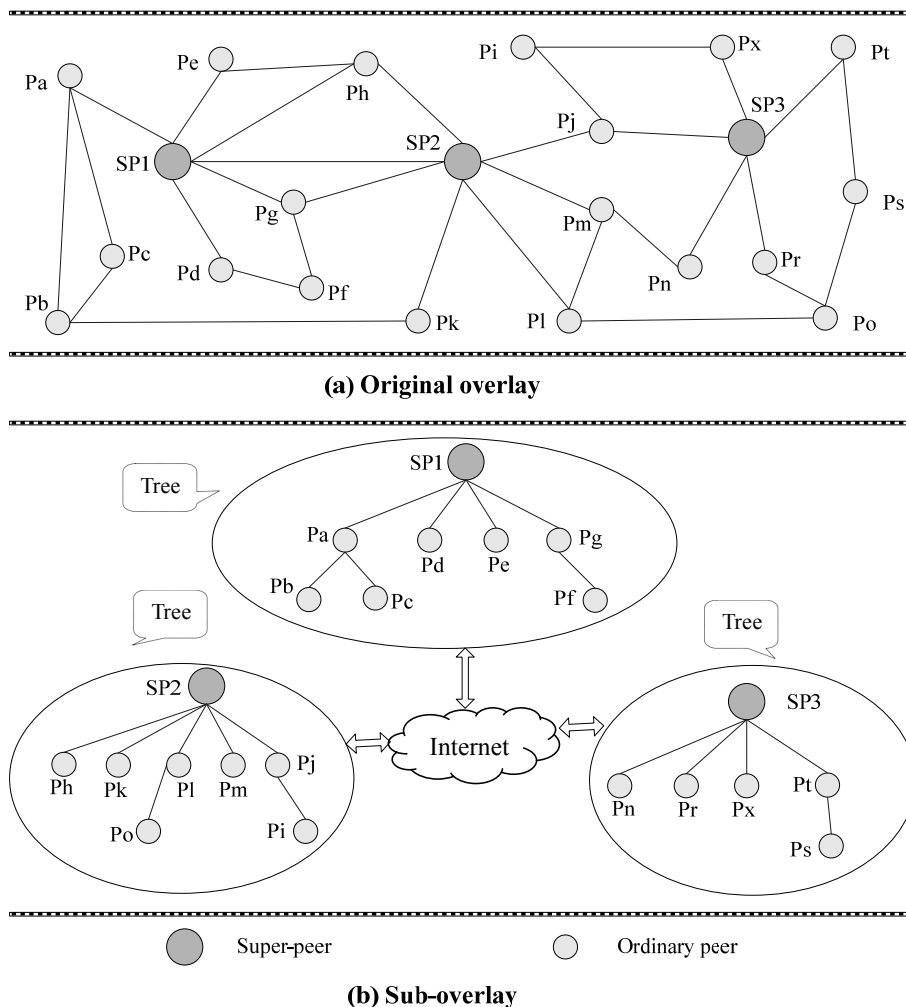 Pa
Pe
Ph
Pi
Px
Pt
SP1
SP2
Pj
SP3
Pg
Pm
Ps
Pc
Pd
Pf
Pn
Pr
Pb
Pk
Pl
Po
(a) Original overlay
Tree
SP1
Pa
Pd
Pe
Pg
Pb
Pc
Pf
Tree
Tree
SP2
SP3
Internet
Ph
Pk
Pl
Pm
Pj
Po
Pi
Pn
Pr
Px
Pt
Ps
Super-peer
Ordinary peer
(b) Sub-overlay